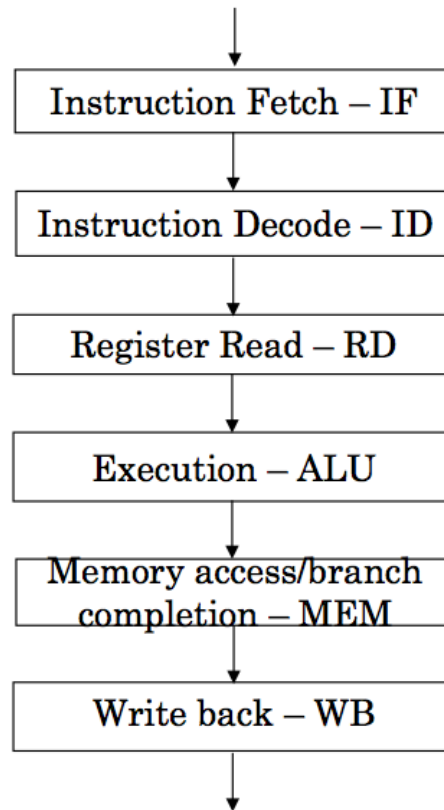 Instruction Fetch – IF
Instruction Decode – ID
Register Read – RD
Execution – ALU
Memory access/branch
completion – MEM
Write back – WB